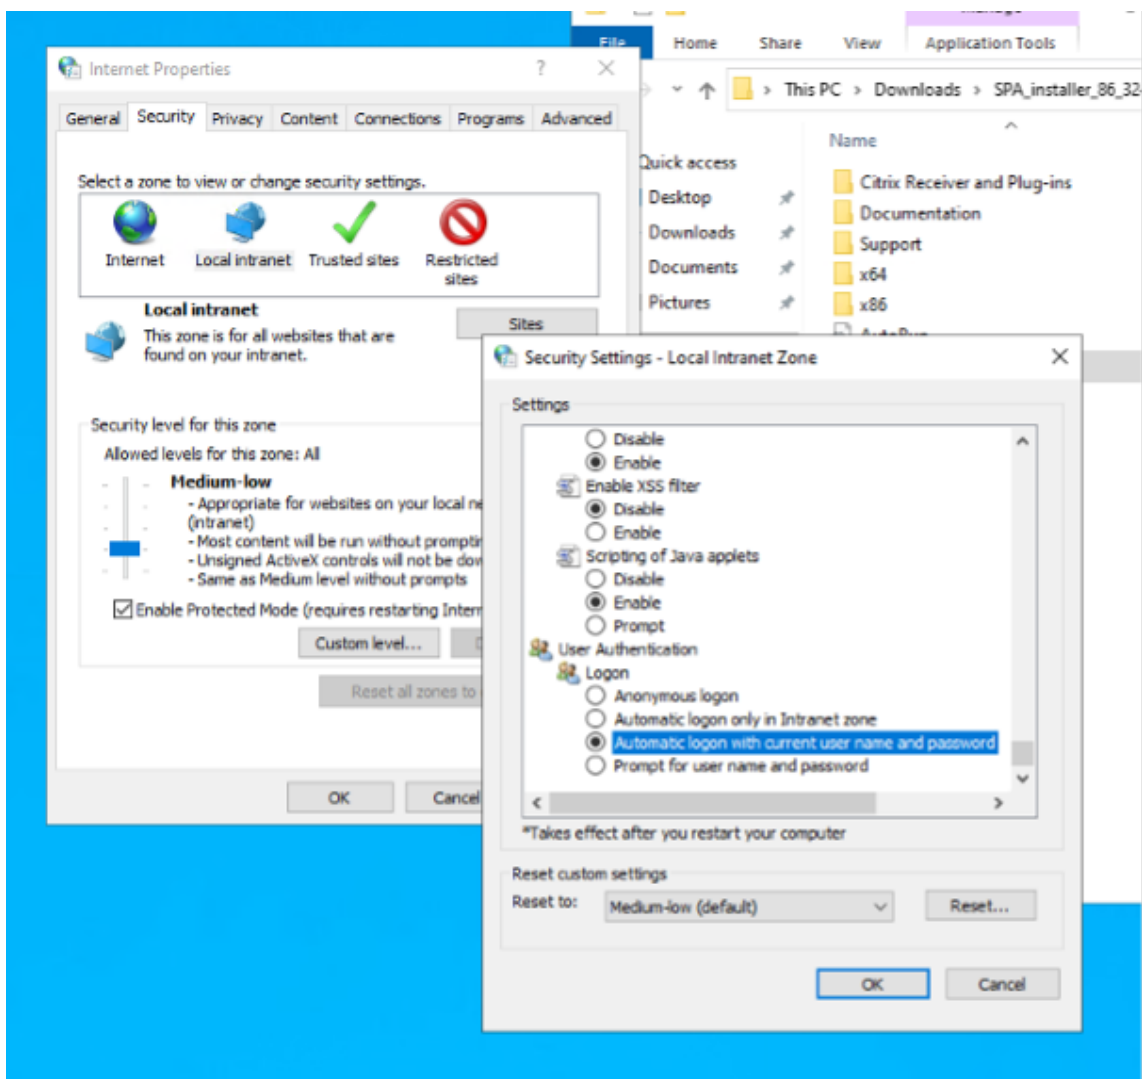 File
Home
Share
View
Application Tools
This PC > Downloads > SPA_installer_86_32
Name
Quick access
Desktop
Downloads
Documents
Pictures
Citrix Receiver and Plug-ins
Documentation
Support
x64
x86
Internet Properties
General
Security
Privacy
Content
Connections
Programs
Advanced
Select a zone to view or change security settings.
Internet
Local intranet
Trusted sites
Restricted
sites
Local intranet
This zone is for all websites that are
found on your intranet.
Sites
Security level for this zone
Allowed levels for this zone: All
Medium-low
- Appropriate for websites on your local ne
(intranet)
- Most content will be run without promptin
- Unsigned ActiveX controls will not be dow
- Same as Medium level without prompts
Enable Protected Mode (requires restarting Intern
Custom level...
Reset all zones to
OK
Cancel
Security Settings - Local Intranet Zone
Settings
Disable
Enable
Enable XSS filter
Disable
Enable
Scripting of Java applets
Disable
Enable
Prompt
User Authentication
Logon
Anonymous logon
Automatic logon only in Intranet zone
Automatic logon with current user name and password
Prompt for user name and password
*Takes effect after you restart your computer
Reset custom settings
Reset to:
Medium-low (default)
Reset...
OK
Cancel